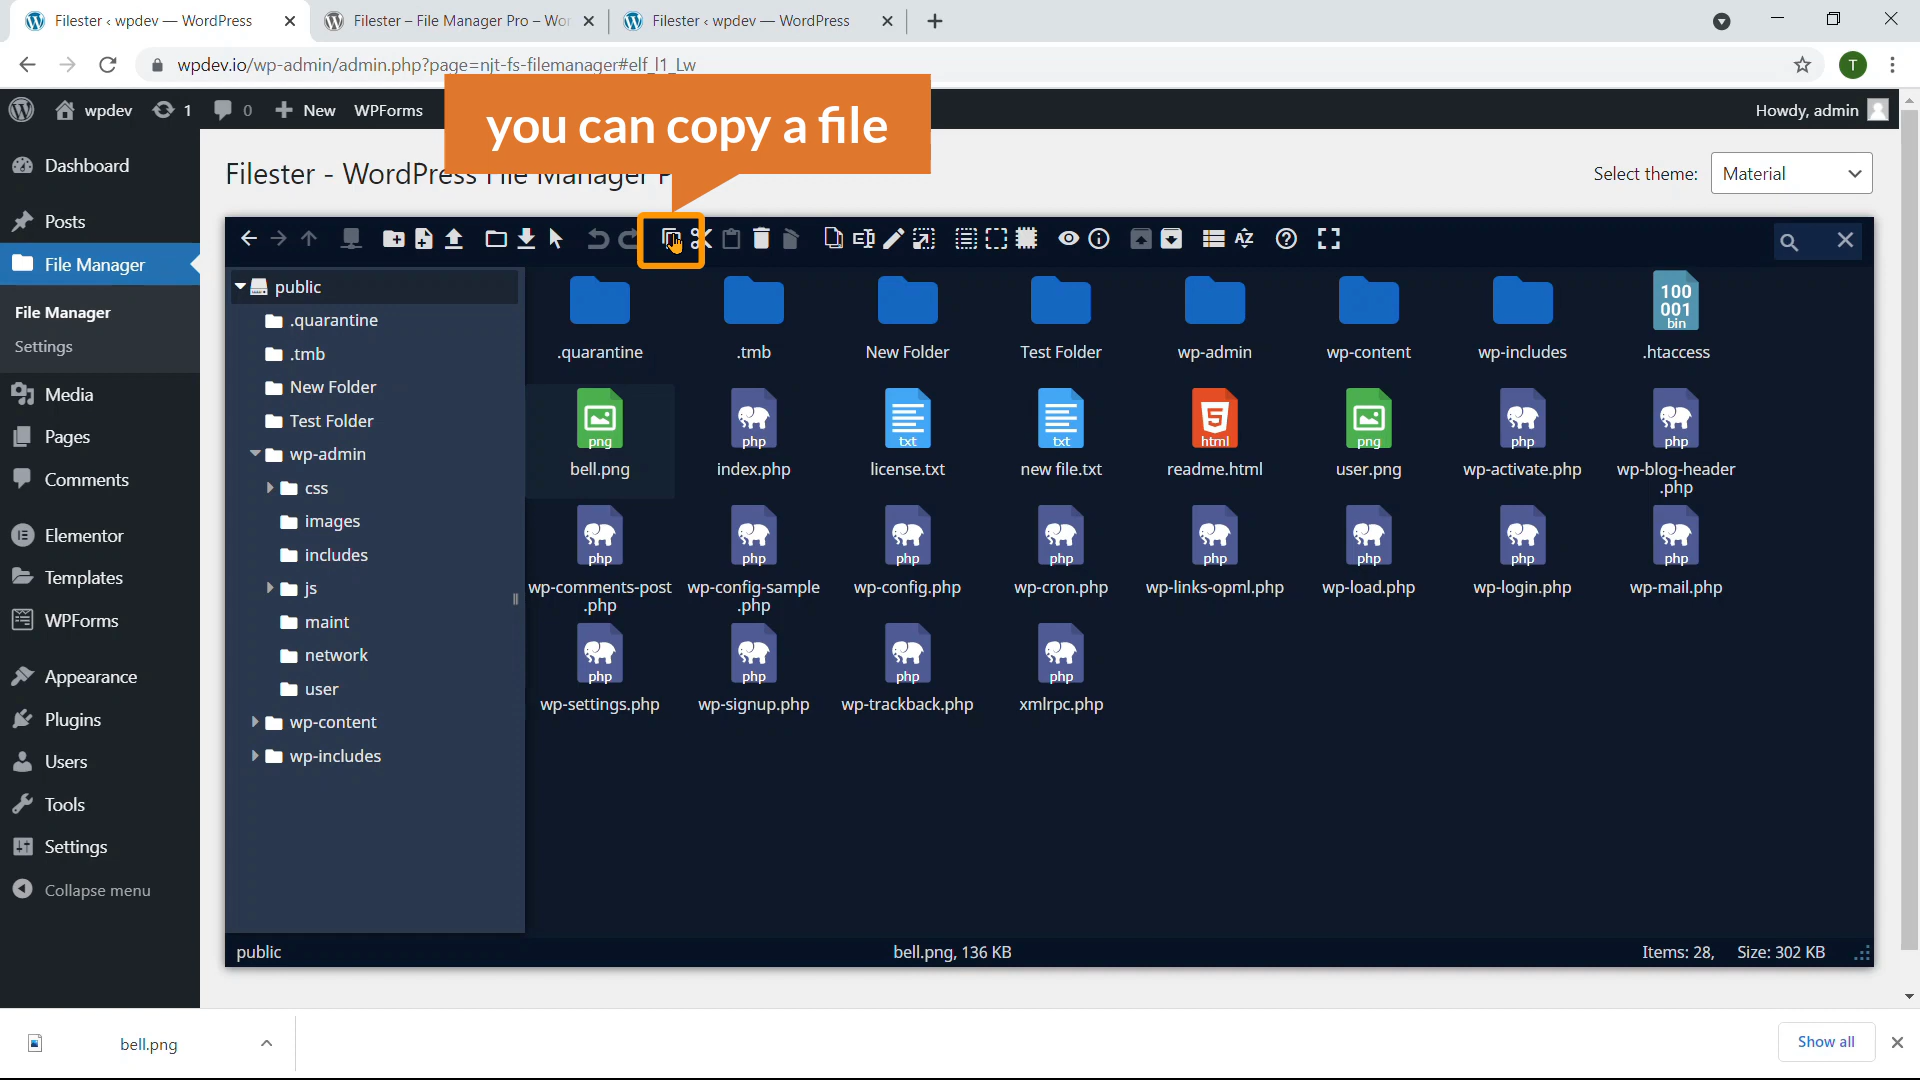 Filester ‹ wpdev — WordPress
Filester – File Manager Pro – Wor
Filester ‹ wpdev — WordPress
wpdev.io/wp-admin/admin.php?page=njt-fs-filemanager#elf_l1_Lw
T
wpdev
1
0
New
WPForms
Howdy, admin
you can copy a file
Dashboard
Posts
File Manager
File Manager
Settings
Media
Pages
Comments
Elementor
Templates
WPForms
Appearance
Plugins
Users
Tools
Settings
Collapse menu
Filester - WordPress File Manager P
Select theme:
Material
public
.quarantine
.tmb
New Folder
Test Folder
wp-admin
css
images
includes
js
maint
network
user
wp-content
wp-includes
.quarantine
.tmb
New Folder
Test Folder
wp-admin
wp-content
wp-includes
100
001
bin
.htaccess
png
bell.png
php
index.php
txt
license.txt
txt
new file.txt
html
readme.html
png
user.png
php
wp-activate.php
php
wp-blog-header
.php
php
wp-comments-post
.php
php
wp-config-sample
.php
php
wp-config.php
php
wp-cron.php
php
wp-links-opml.php
php
wp-load.php
php
wp-login.php
php
wp-mail.php
php
wp-settings.php
php
wp-signup.php
php
wp-trackback.php
php
xmlrpc.php
public
bell.png, 136 KB
Items: 28,
Size: 302 KB
bell.png
Show all